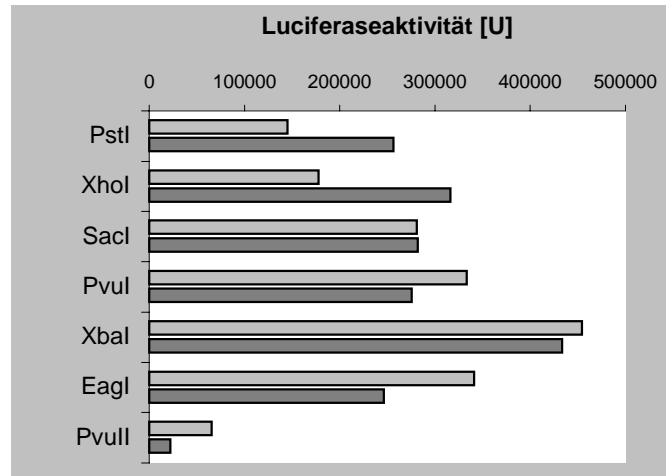 Luciferaseaktivität [U]
0 100000 200000 300000 400000 500000
PstI
XhoI
SacI
PvuI
XbaI
EagI
PvuII